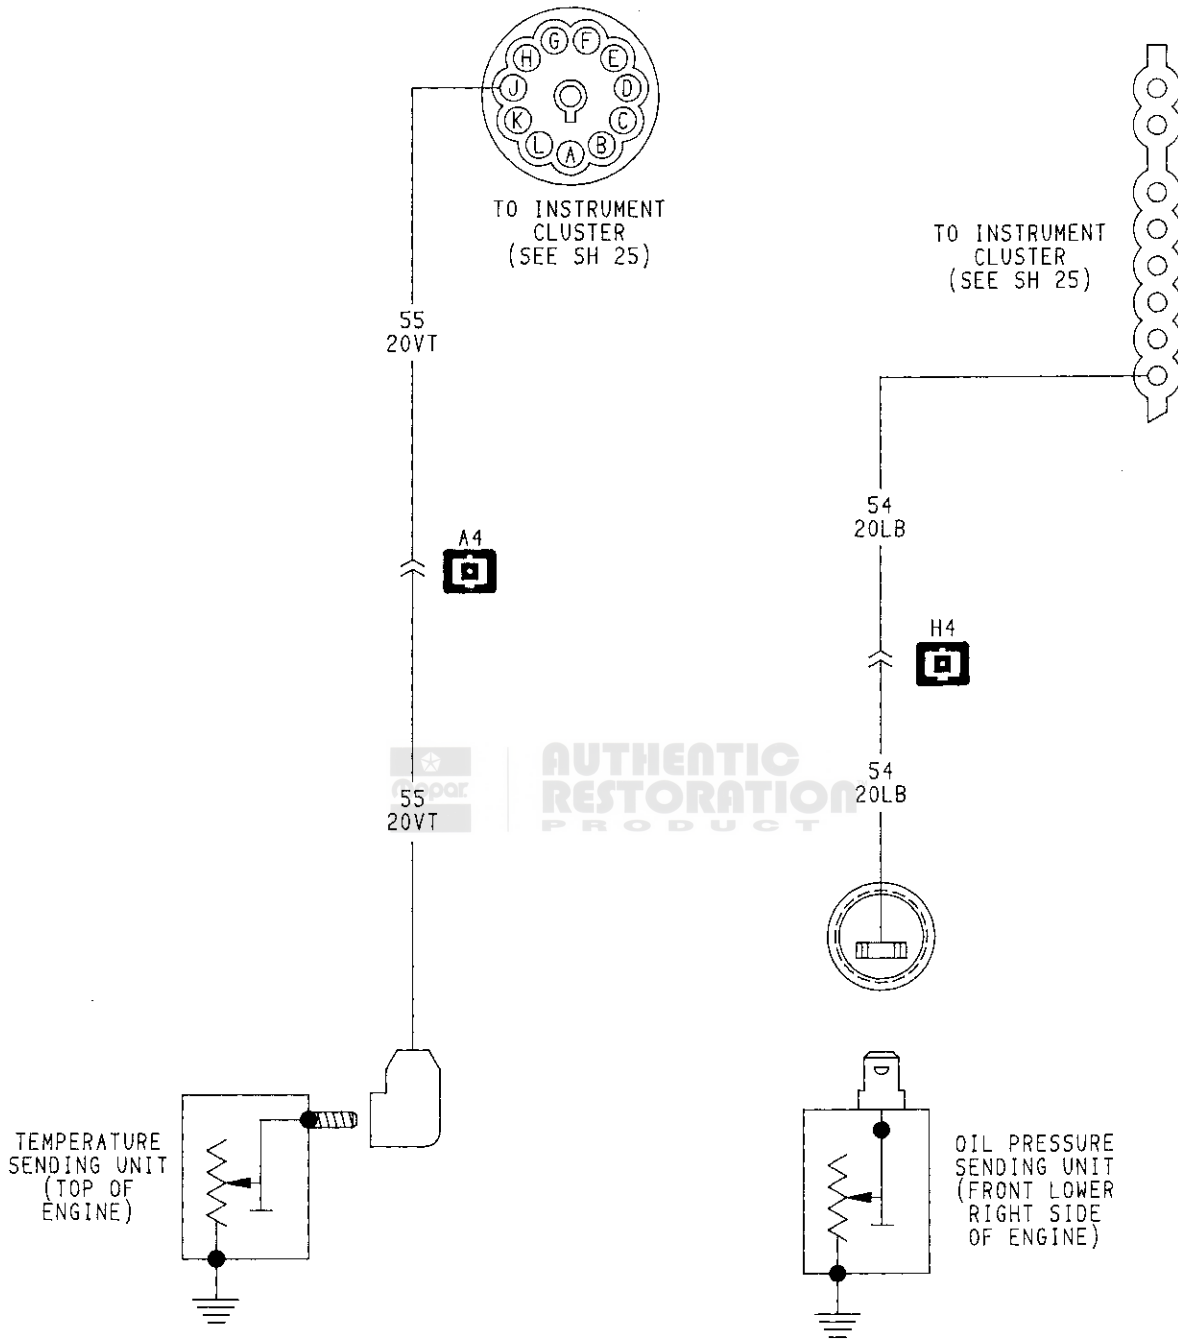 G
F
H
E
J
D
K
C
L
A
B
TO INSTRUMENT
CLUSTER
(SEE SH 25)
TO INSTRUMENT
CLUSTER
(SEE SH 25)
55
20VT
54
20LB
A4
H4
Mopar
AUTHENTIC
RESTORATION
PRODUCT
55
20VT
54
20LB
TEMPERATURE
SENDING UNIT
(TOP OF
ENGINE)
OIL PRESSURE
SENDING UNIT
(FRONT LOWER
RIGHT SIDE
OF ENGINE)